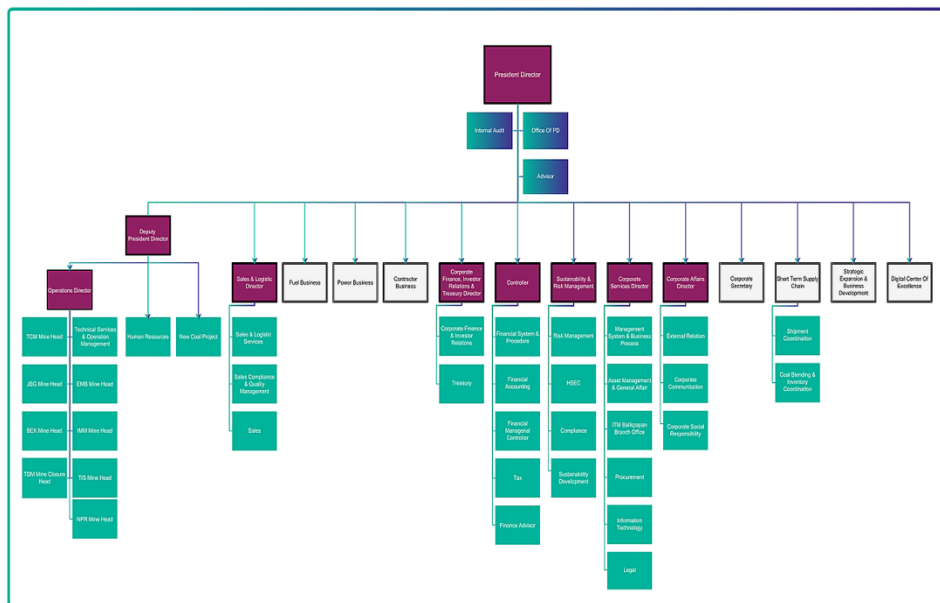 President Director
Internal Audit
Office Of PD
Advisor
Deputy
President Director
Operations Director
Sales & Logistic
Director
Fuel Business
Power Business
Contractor
Business
Corporate
Finance, Investor
Relations &
Treasury Director
Controller
Sustainability &
Risk Management
Corporate
Services Director
Corporate Affairs
Director
Corporate
Secretary
Short Term Supply
Chain
Strategic
Expansion &
Business
Development
Digital Center Of
Excellence
TCM Mine Head
Technical Services
& Operation
Management
Human Resources
New Coal Project
JBG Mine Head
EMB Mine Head
BEK Mine Head
IMM Mine Head
TDM Mine Closure
Head
TIS Mine Head
NPR Mine Head
Sales & Logistic
Services
Sales Compliance
& Quality
Management
Sales
Corporate Finance
& Investor
Relations
Treasury
Financial System &
Procedure
Financial
Accounting
Financial
Managerial
Controller
Tax
Finance Advisor
Risk Management
HSEC
Compliance
Sustainability
Development
Management
System & Business
Process
Asset Management
& General Affair
ITM Balikpapan
Branch Office
Procurement
Information
Technology
Legal
External Relation
Corporate
Communication
Corporate Social
Responsibility
Shipment
Coordination
Coal Blending &
Inventory
Coordination